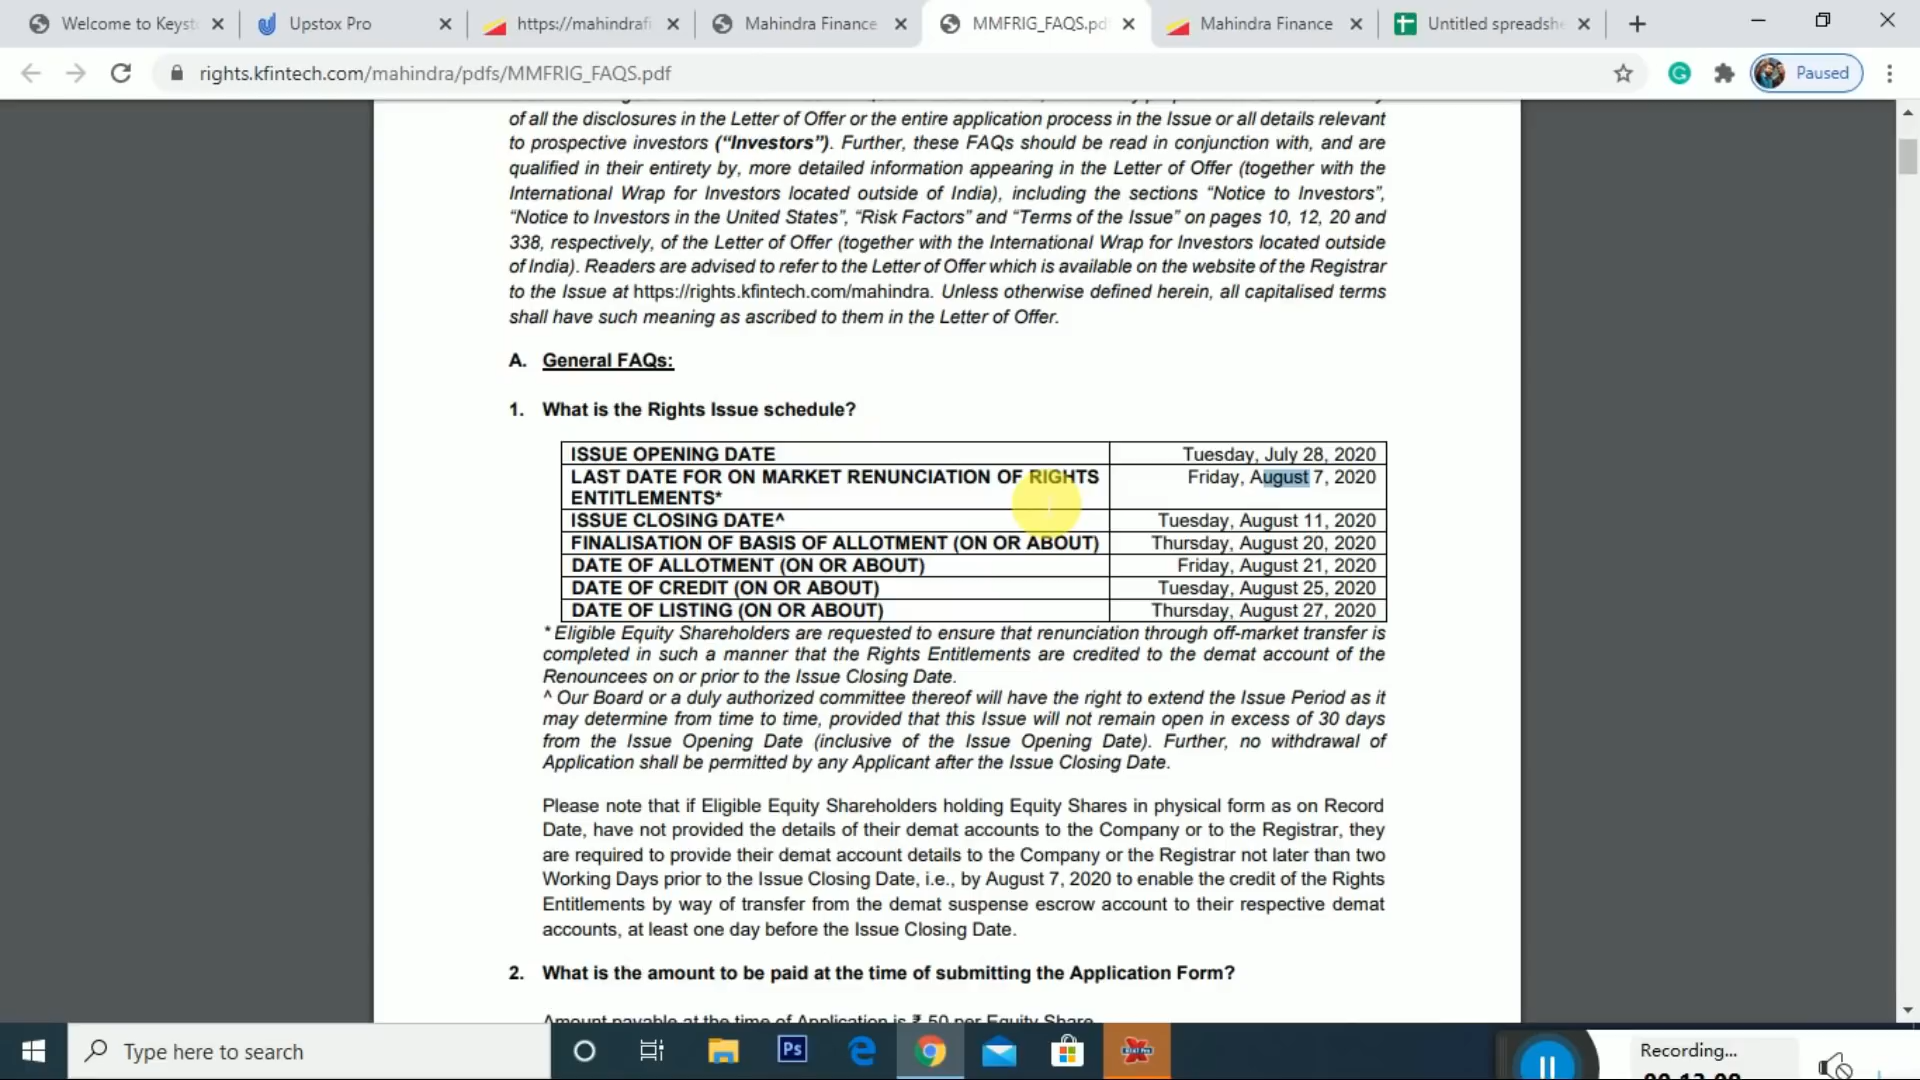 Welcome to Keyst
Upstox Pro
https://mahindrafi
Mahindra Finance
MMFRIG_FAQS.pd
Mahindra Finance
Untitled spreadshe
rights.kfintech.com/mahindra/pdfs/MMFRIG_FAQS.pdf
Paused
of all the disclosures in the Letter of Offer or the entire application process in the Issue or all details relevant
to prospective investors (“Investors”). Further, these FAQs should be read in conjunction with, and are
qualified in their entirety by, more detailed information appearing in the Letter of Offer (together with the
International Wrap for Investors located outside of India), including the sections “Notice to Investors”,
“Notice to Investors in the United States”, “Risk Factors” and “Terms of the Issue” on pages 10, 12, 20 and
338, respectively, of the Letter of Offer (together with the International Wrap for Investors located outside
of India). Readers are advised to refer to the Letter of Offer which is available on the website of the Registrar
to the Issue at https://rights.kfintech.com/mahindra. Unless otherwise defined herein, all capitalised terms
shall have such meaning as ascribed to them in the Letter of Offer.
A. General FAQs:
1. What is the Rights Issue schedule?
ISSUE OPENING DATE Tuesday, July 28, 2020
LAST DATE FOR ON MARKET RENUNCIATION OF RIGHTS Friday, August 7, 2020
ENTITLEMENTS*
ISSUE CLOSING DATE^ Tuesday, August 11, 2020
FINALISATION OF BASIS OF ALLOTMENT (ON OR ABOUT) Thursday, August 20, 2020
DATE OF ALLOTMENT (ON OR ABOUT) Friday, August 21, 2020
DATE OF CREDIT (ON OR ABOUT) Tuesday, August 25, 2020
DATE OF LISTING (ON OR ABOUT) Thursday, August 27, 2020
* Eligible Equity Shareholders are requested to ensure that renunciation through off-market transfer is
completed in such a manner that the Rights Entitlements are credited to the demat account of the
Renouncees on or prior to the Issue Closing Date.
^ Our Board or a duly authorized committee thereof will have the right to extend the Issue Period as it
may determine from time to time, provided that this Issue will not remain open in excess of 30 days
from the Issue Opening Date (inclusive of the Issue Opening Date). Further, no withdrawal of
Application shall be permitted by any Applicant after the Issue Closing Date.
Please note that if Eligible Equity Shareholders holding Equity Shares in physical form as on Record
Date, have not provided the details of their demat accounts to the Company or to the Registrar, they
are required to provide their demat account details to the Company or the Registrar not later than two
Working Days prior to the Issue Closing Date, i.e., by August 7, 2020 to enable the credit of the Rights
Entitlements by way of transfer from the demat suspense escrow account to their respective demat
accounts, at least one day before the Issue Closing Date.
2. What is the amount to be paid at the time of submitting the Application Form?
Amount payable at the time of Application is ₹ 50 per Equity Share
Type here to search
Ps
Recording...